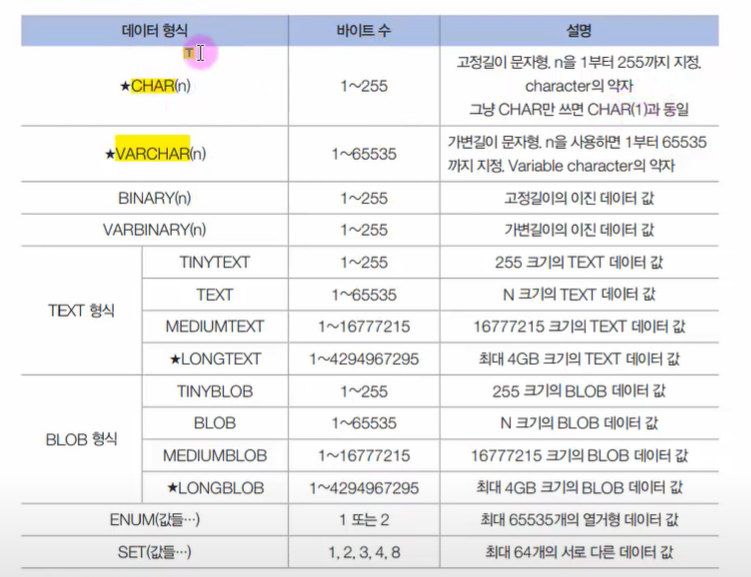 데이터 형식 바이트 수 설명
T
★CHAR(n) 1~255 고정길이 문자형. n을 1부터 255까지 지정.
character의 약자
그냥 CHAR만 쓰면 CHAR(1)과 동일
★VARCHAR(n) 1~65535 가변길이 문자형. n을 사용하면 1부터 65535
까지 지정. Variable character의 약자
BINARY(n) 1~255 고정길이의 이진 데이터 값
VARBINARY(n) 1~255 가변길이의 이진 데이터 값
TEXT 형식
TINYTEXT 1~255 255 크기의 TEXT 데이터 값
TEXT 1~65535 N 크기의 TEXT 데이터 값
MEDIUMTEXT 1~16777215 16777215 크기의 TEXT 데이터 값
★LONGTEXT 1~4294967295 최대 4GB 크기의 TEXT 데이터 값
BLOB 형식
TINYBLOB 1~255 255 크기의 BLOB 데이터 값
BLOB 1~65535 N 크기의 BLOB 데이터 값
MEDIUMBLOB 1~16777215 16777215 크기의 BLOB 데이터 값
★LONGBLOB 1~4294967295 최대 4GB 크기의 BLOB 데이터 값
ENUM(값들…) 1 또는 2 최대 65535개의 열거형 데이터 값
SET(값들…) 1, 2, 3, 4, 8 최대 64개의 서로 다른 데이터 값